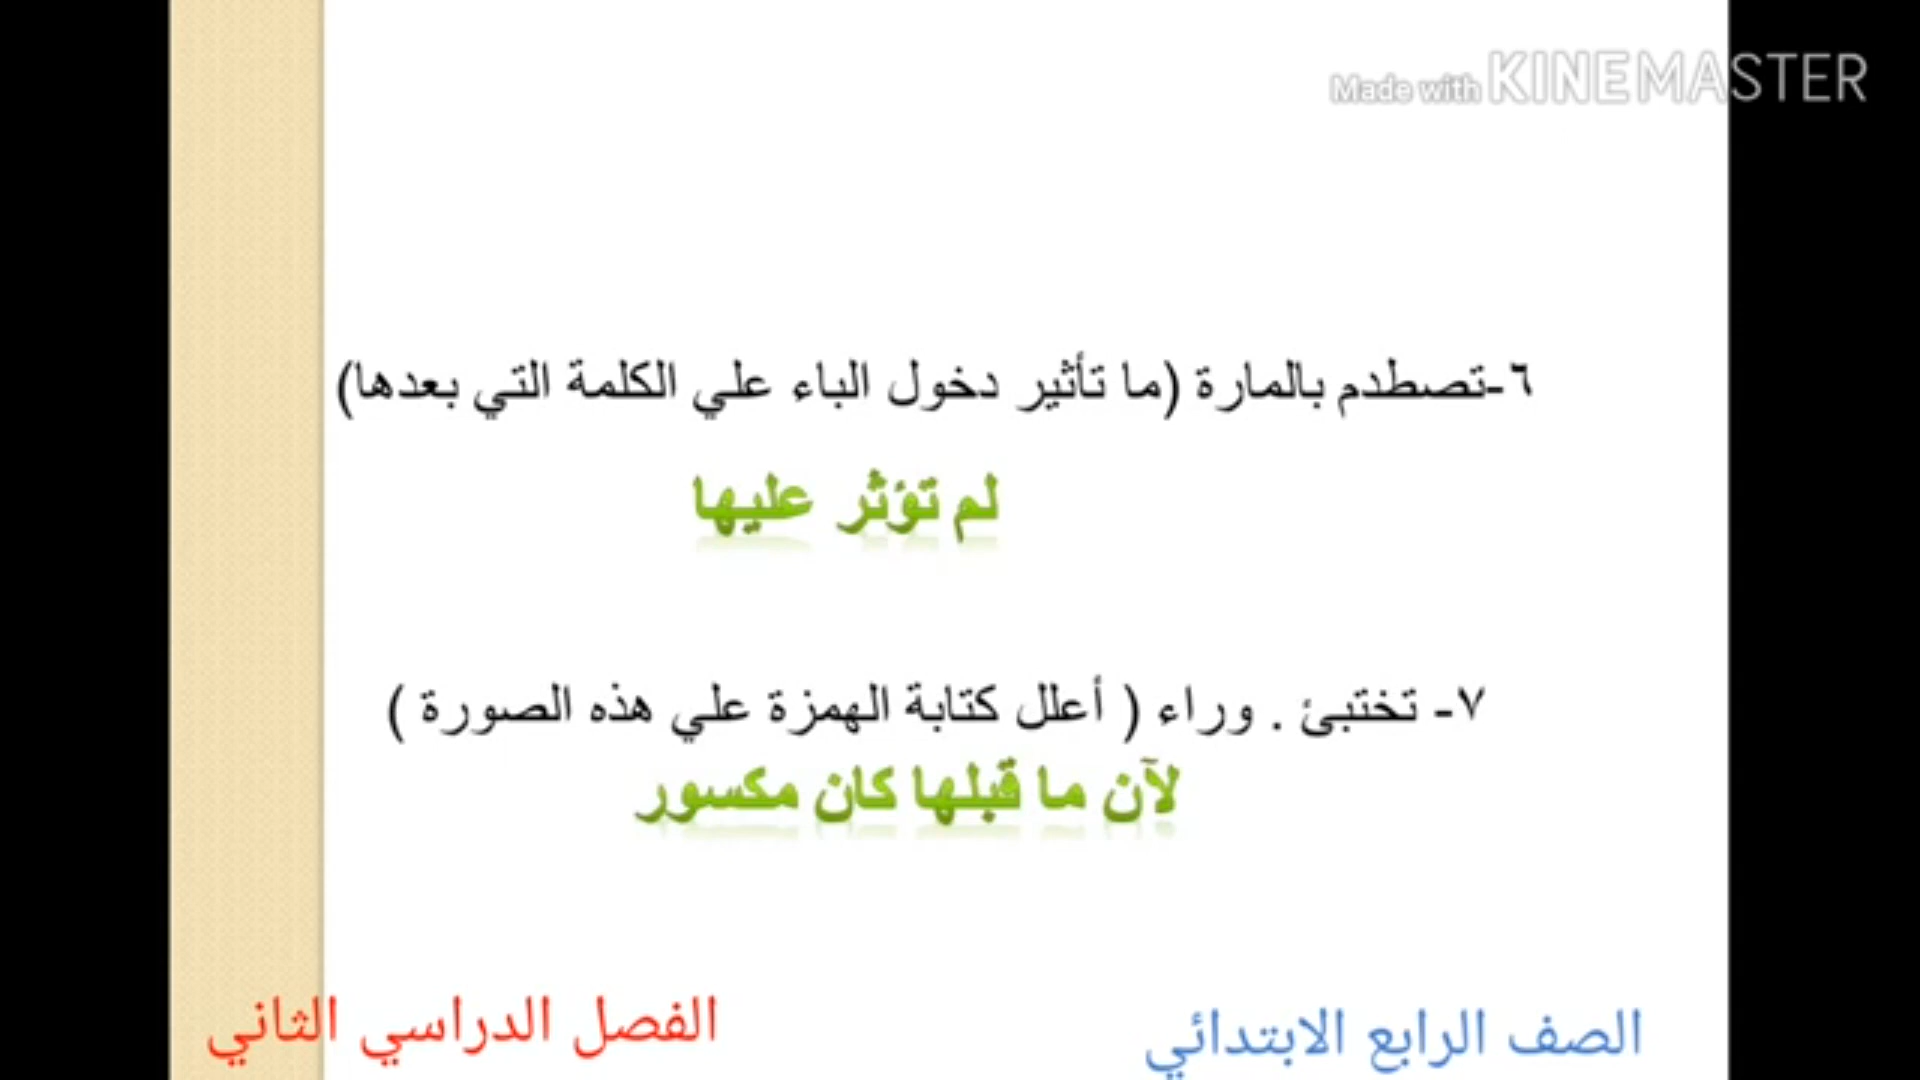 Made with KINEMASTER
٦-تصطدم بالمارة (ما تأثير دخول الباء علي الكلمة التي بعدها)
لم تؤثر عليها
٧- تختبئ . وراء ( أعلل كتابة الهمزة علي هذه الصورة )
لآن ما قبلها كان مكسور
الصف الرابع الابتدائي
الفصل الدراسي الثاني